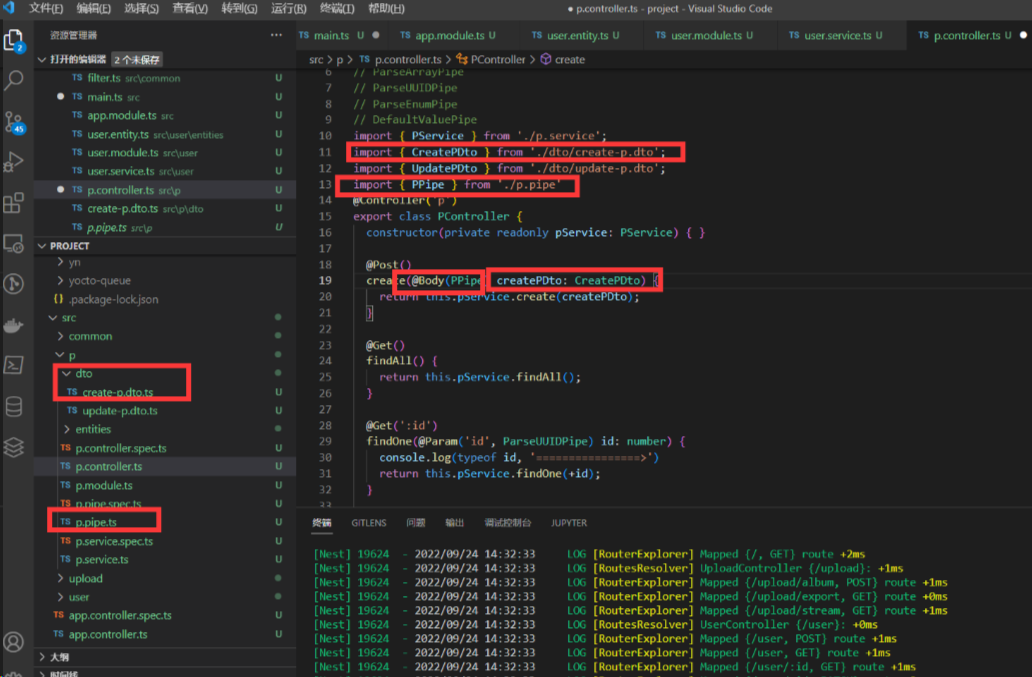 文件(F) 编辑(E) 选择(S) 查看(V) 转到(G) 运行(R) 终端(T) 帮助(H) ● p.controller.ts - project - Visual Studio Code
资源管理器 ···
打开的编辑器 2 个未保存
TS filter.ts src\common U
● TS main.ts src U
TS app.module.ts src U
TS user.entity.ts src\user\entities U
TS user.module.ts src\user U
TS user.service.ts src\user U
● TS p.controller.ts src\p U
TS create-p.dto.ts src\p\dto U
TS p.pipe.ts src\p U
PROJECT
> yn
> yocto-queue
{} .package-lock.json
src
> common
p
dto
TS create-p.dto.ts U
TS update-p.dto.ts U
> entities
TS p.controller.spec.ts U
TS p.controller.ts U
TS p.module.ts U
TS p.pipe.spec.ts U
TS p.pipe.ts U
TS p.service.spec.ts U
TS p.service.ts U
> upload
> user
TS app.controller.spec.ts U
TS app.controller.ts U
> 大纲
> 时间线
2
45
TS main.ts U ● TS app.module.ts U TS user.entity.ts U TS user.module.ts U TS user.service.ts U TS p.controller.ts U ●
src > p > TS p.controller.ts > PController > create
6 // ParseArrayPipe
7 // ParseUUIDPipe
8 // ParseEnumPipe
9 // DefaultValuePipe
10 import { PService } from './p.service';
11 import { CreatePDto } from './dto/create-p.dto';
12 import { UpdatePDto } from './dto/update-p.dto';
13 import { PPipe } from './p.pipe'
14 @Controller('p')
15 export class PController {
16 constructor(private readonly pService: PService) { }
17
18 @Post()
19 create(@Body(PPipe createPDto: CreatePDto) {
20 return this.pService.create(createPDto);
21 }
22
23 @Get()
24 findAll() {
25 return this.pService.findAll();
26 }
27
28 @Get(':id')
29 findOne(@Param('id', ParseUUIDPipe) id: number) {
30 console.log(typeof id, '================>')
31 return this.pService.findOne(+id);
32 }
33
终端 GITLENS 问题 输出 调试控制台 JUPYTER
[Nest] 19624 - 2022/09/24 14:32:33 LOG [RouterExplorer] Mapped {/, GET} route +2ms
[Nest] 19624 - 2022/09/24 14:32:33 LOG [RoutesResolver] UploadController {/upload}: +1ms
[Nest] 19624 - 2022/09/24 14:32:33 LOG [RouterExplorer] Mapped {/upload/album, POST} route +1ms
[Nest] 19624 - 2022/09/24 14:32:33 LOG [RouterExplorer] Mapped {/upload/export, GET} route +0ms
[Nest] 19624 - 2022/09/24 14:32:33 LOG [RouterExplorer] Mapped {/upload/stream, GET} route +1ms
[Nest] 19624 - 2022/09/24 14:32:33 LOG [RoutesResolver] UserController {/user}: +0ms
[Nest] 19624 - 2022/09/24 14:32:33 LOG [RouterExplorer] Mapped {/user, POST} route +1ms
[Nest] 19624 - 2022/09/24 14:32:33 LOG [RouterExplorer] Mapped {/user, GET} route +1ms
[Nest] 19624 - 2022/09/24 14:32:33 LOG [RouterExplorer] Mapped {/user/:id, GET} route +1ms